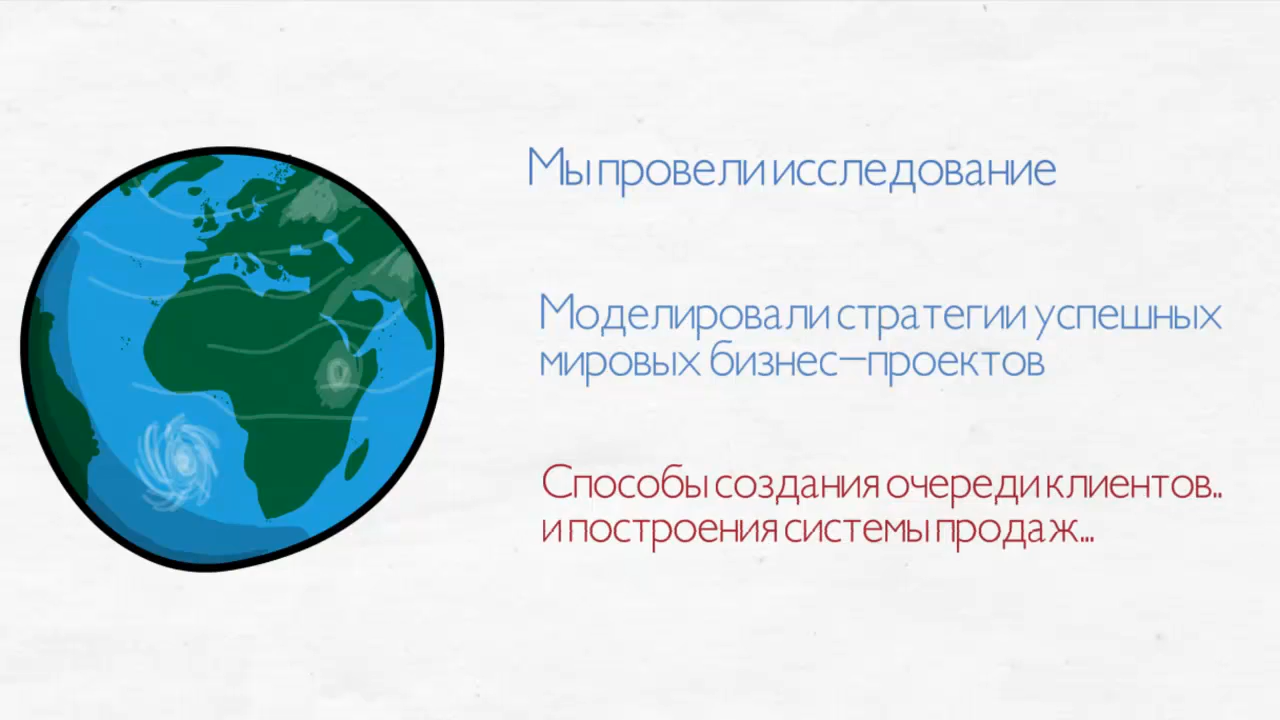 Мы провели исследование
Моделировали стратегии успешных
мировых бизнес-проектов
Способы создания очереди клиентов..
и построения системы продаж...